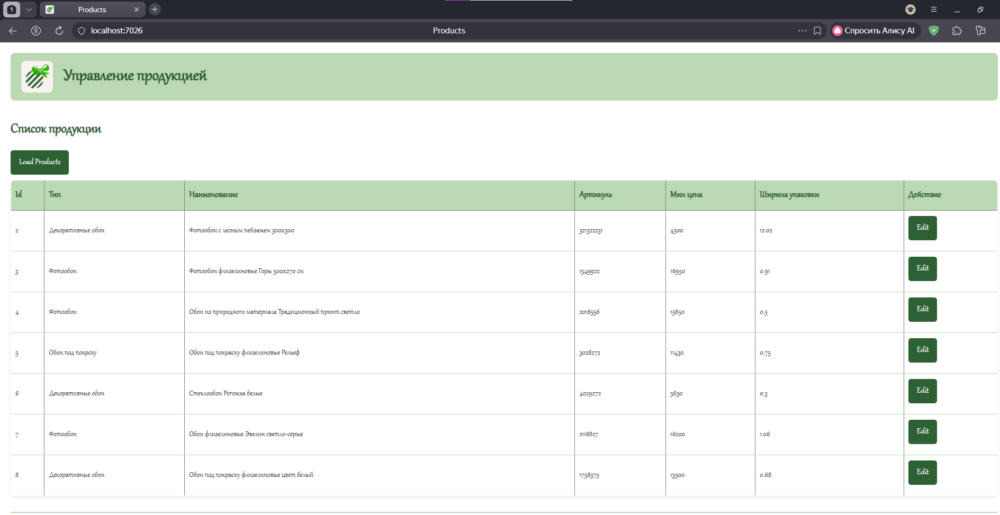 1
Products
localhost:7026
Products
Спросить Алису AI
Управление продукцией
Список продукции
Load Products
Id Тип Наименование Артикуль Мин цена Ширина упаковки Действие
2 Декоративные обои Фотообои с лесным пейзажем 300x300 321322231 4500 12.02 Edit
3 Фотообои Фотообои флизелиновые Горы 500x270 см 1549922 16950 0.91 Edit
4 Фотообои Обои из природного материала Традиционный принт светло 2018556 15850 0.5 Edit
5 Обои под покрску Обои под покраску флизелиновые Рельеф 3028272 11430 0.75 Edit
6 Декоративные обои Стеклообои Рогожка белые 4029272 5630 0.3 Edit
7 Фотообои Обои флизелиновые Эвелин светло-серые 2118827 16200 1.06 Edit
8 Декоративные обои Обои под покраску флизелиновые цвет белый 1758375 13500 0.68 Edit